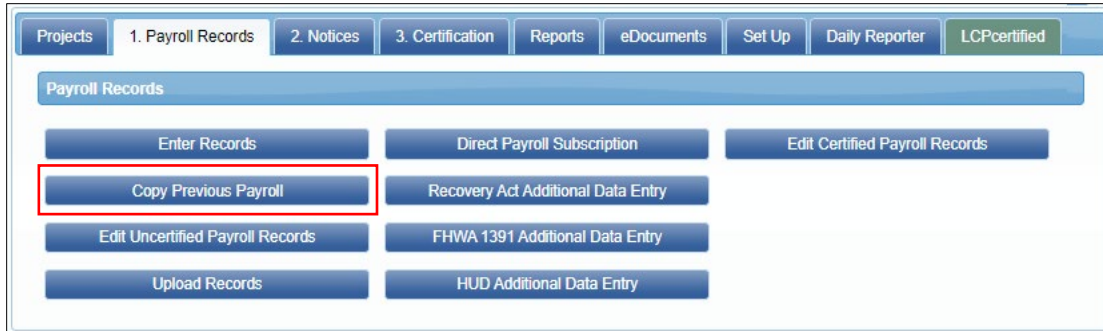 Projects 1. Payroll Records 2. Notices 3. Certification Reports eDocuments Set Up Daily Reporter LCPcertified
Payroll Records
Enter Records Direct Payroll Subscription Edit Certified Payroll Records
Copy Previous Payroll Recovery Act Additional Data Entry
Edit Uncertified Payroll Records FHWA 1391 Additional Data Entry
Upload Records HUD Additional Data Entry